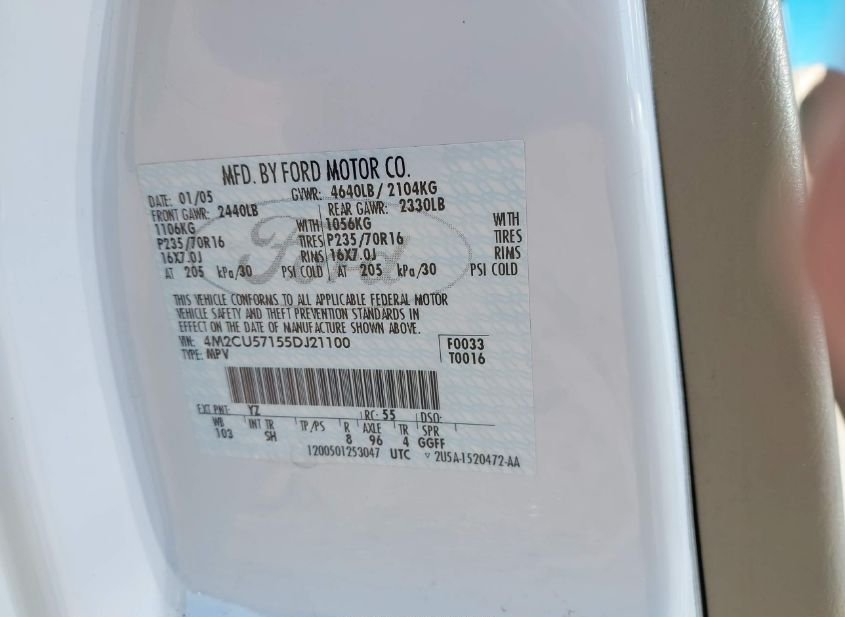 MFD. BY FORD MOTOR CO.
DATE: 01/05 GVWR: 4640LB / 2104KG
FRONT GAWR: 2440LB REAR GAWR: 2330LB
1106KG WITH 1056KG WITH
P235/70R16 TIRES P235/70R16 TIRES
16X7.0J RIMS 16X7.0J RIMS
AT 205 kPa/30 PSI COLD AT 205 kPa/30 PSI COLD
Ford
THIS VEHICLE CONFORMS TO ALL APPLICABLE FEDERAL MOTOR
VEHICLE SAFETY AND THEFT PREVENTION STANDARDS IN
EFFECT ON THE DATE OF MANUFACTURE SHOWN ABOVE.
VIN: 4M2CU57155DJ21100 F0033
TYPE: MPV T0016
EXT PNT: YZ RC: 55 DSO:
WB INT TR TP/PS R AXLE TR SPR
103 SH 8 96 4 GGFF
1200501253047 UTC ▽ 2U5A-1520472-AA